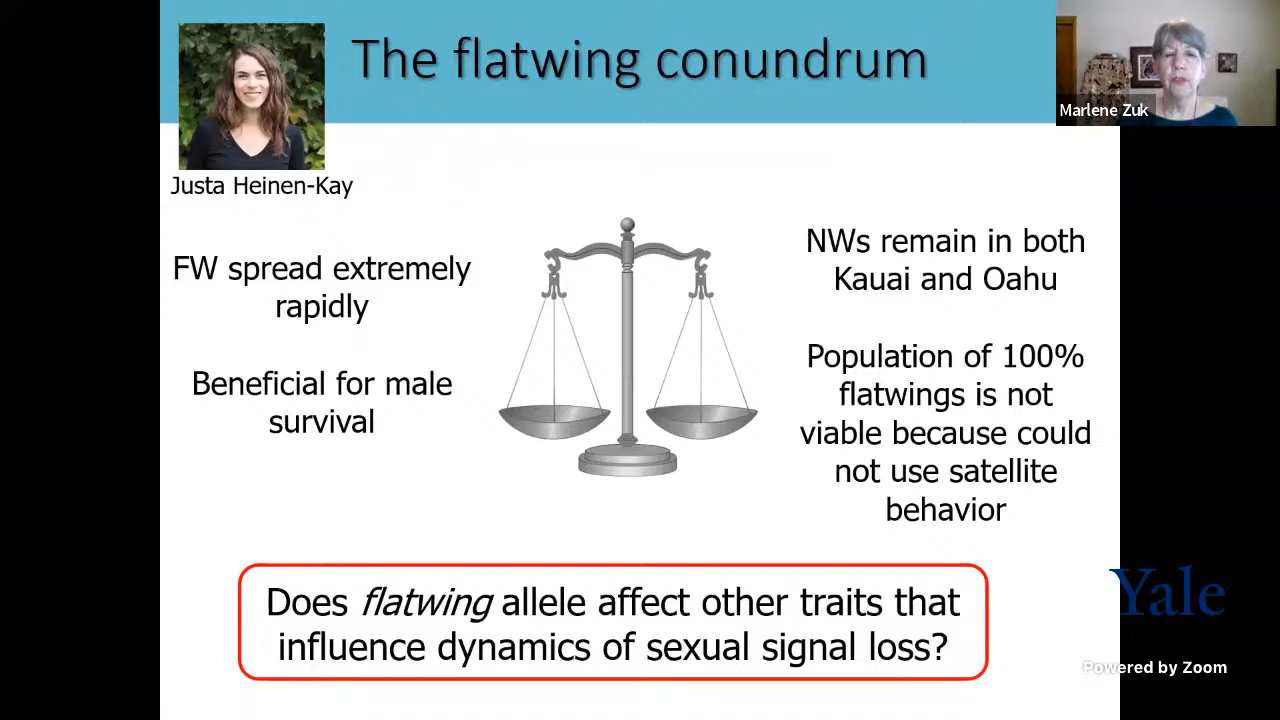 The flatwing conundrum
Marlene Zuk
Justa Heinen-Kay
FW spread extremely
rapidly
Beneficial for male
survival
NWs remain in both
Kauai and Oahu
Population of 100%
flatwings is not
viable because could
not use satellite
behavior
Does flatwing allele affect other traits that
influence dynamics of sexual signal loss?
Yale
Powered by Zoom